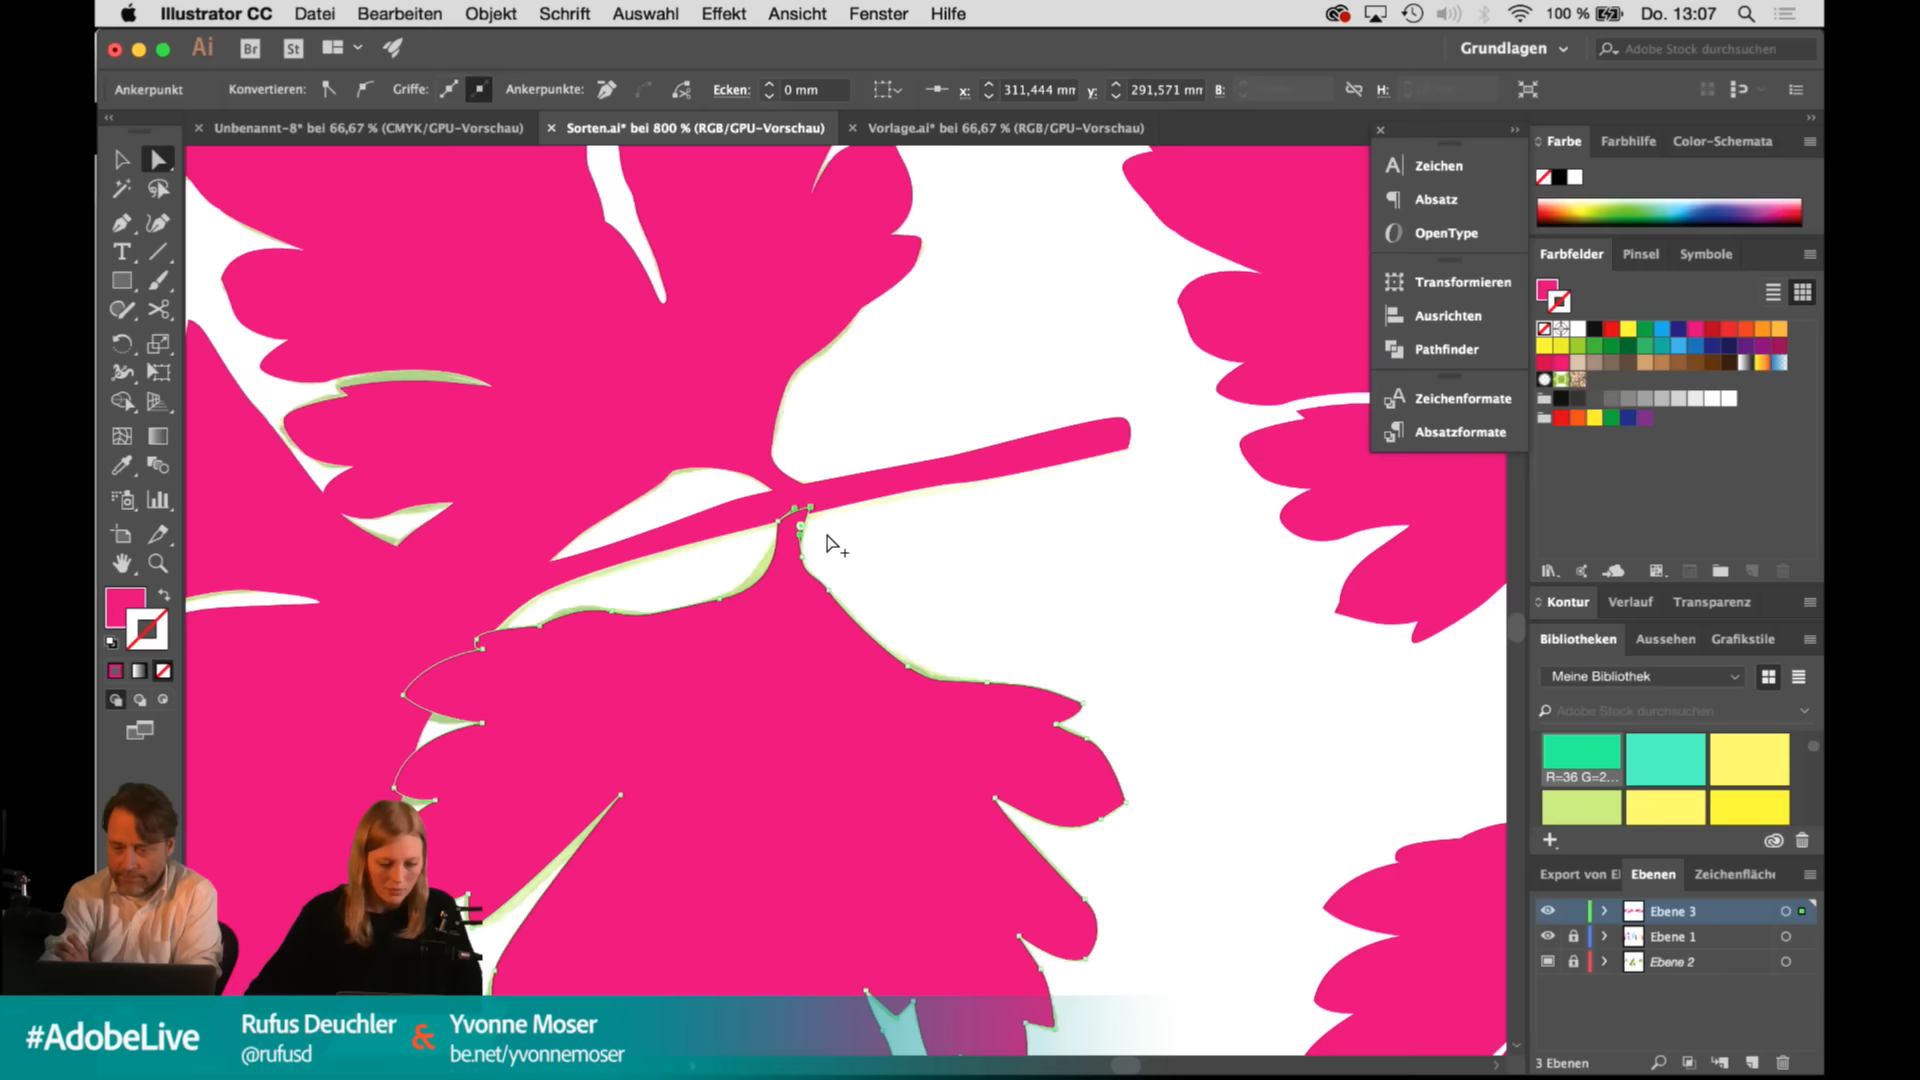 Illustrator CC Datei Bearbeiten Objekt Schrift Auswahl Effekt Ansicht Fenster Hilfe 100 % Do. 13:07
Ai Br St Grundlagen Adobe Stock durchsuchen
Ankerpunkt Konvertieren: Griffe: Ankerpunkte: Ecken: 0 mm x: 311,444 mm y: 291,571 mm B: H:
Unbenannt-8* bei 66,67 % (CMYK/GPU-Vorschau) Sorten.ai* bei 800 % (RGB/GPU-Vorschau) Vorlage.ai* bei 66,67 % (RGB/GPU-Vorschau)
Farbe Farbhilfe Color-Schemata
Zeichen
Absatz
OpenType
Transformieren
Ausrichten
Pathfinder
Zeichenformate
Absatzformate
Farbfelder Pinsel Symbole
Kontur Verlauf Transparenz
Bibliotheken Aussehen Grafikstile
Meine Bibliothek
Adobe Stock durchsuchen
R=36 G=2...
Export von El Ebenen Zeichenfläche
Ebene 3
Ebene 1
Ebene 2
3 Ebenen
#AdobeLive
Rufus Deuchler
@rufusd
&
Yvonne Moser
be.net/yvonnemoser